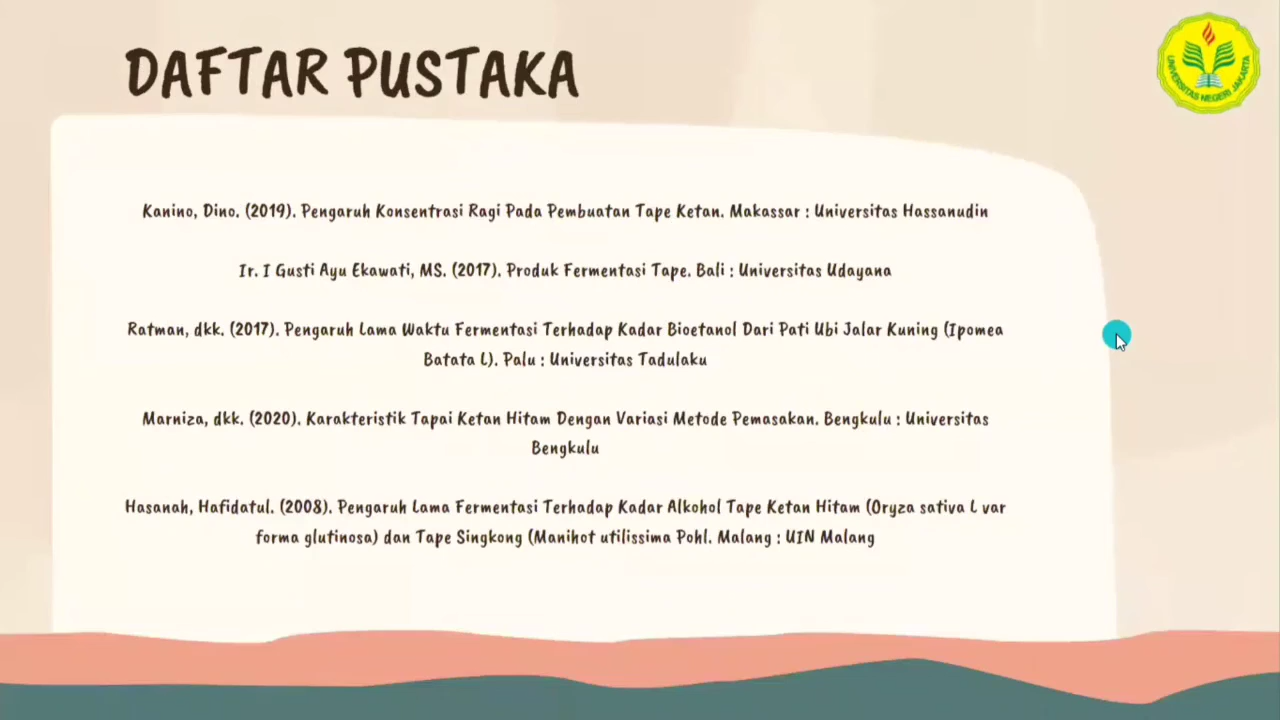 DAFTAR PUSTAKA
UNIVERSITAS NEGERI JAKARTA
Kanino, Dino. (2019). Pengaruh Konsentrasi Ragi Pada Pembuatan Tape Ketan. Makassar : Universitas Hassanudin
Ir. I Gusti Ayu Ekawati, MS. (2017). Produk Fermentasi Tape. Bali : Universitas Udayana
Ratman, dkk. (2017). Pengaruh Lama Waktu Fermentasi Terhadap Kadar Bioetanol Dari Pati Ubi Jalar Kuning (Ipomea
Batata L). Palu : Universitas Tadulaku
Marniza, dkk. (2020). Karakteristik Tapai Ketan Hitam Dengan Variasi Metode Pemasakan. Bengkulu : Universitas
Bengkulu
Hasanah, Hafidatul. (2008). Pengaruh Lama Fermentasi Terhadap Kadar Alkohol Tape Ketan Hitam (Oryza sativa L var
forma glutinosa) dan Tape Singkong (Manihot utilissima Pohl. Malang : UIN Malang